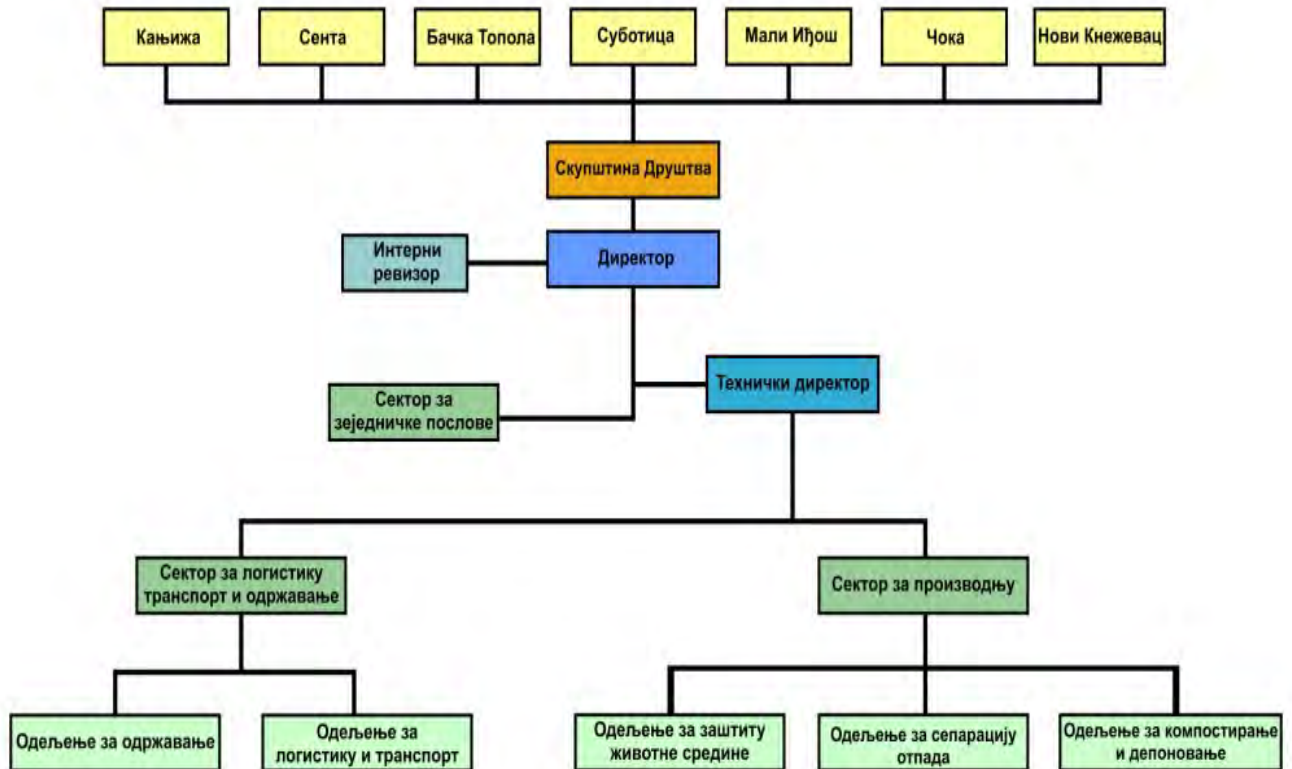 Кањижа
Сента
Бачка Топола
Суботица
Мали Иђош
Чока
Нови Кнежевац
Скупштина Друштва
Интерни
ревизор
Директор
Технички директор
Сектор за
зеједничке послове
Сектор за логистику
транспорт и одржавање
Сектор за производњу
Одељење за одржавање
Одељење за
логистику и транспорт
Одељење за заштиту
животне средине
Одељење за сепарацију
отпада
Одељење за компостирање
и депоновање